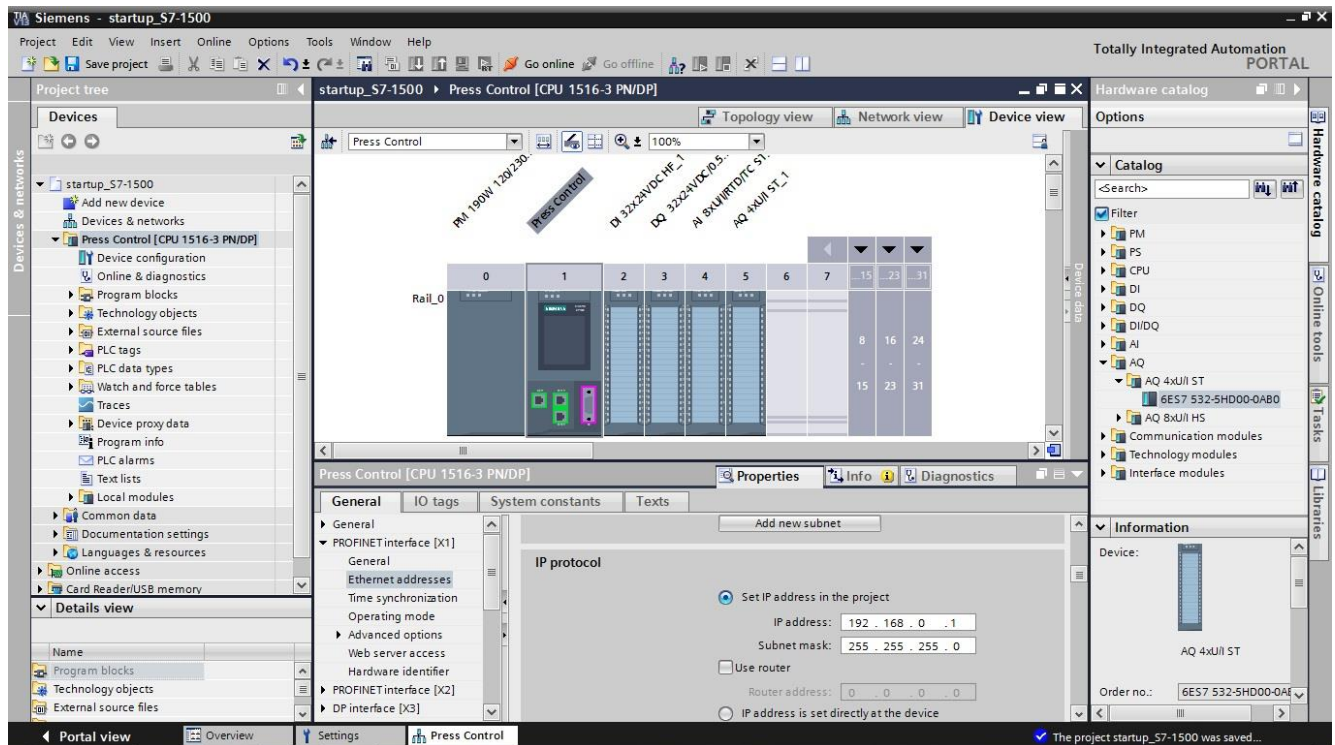 Siemens - startup_S7-1500
Project Edit View Insert Online Options Tools Window Help
Totally Integrated Automation
PORTAL
Save project
Go online
Go offline
Project tree
Devices
Devices & networks
startup_S7-1500
Add new device
Devices & networks
Press Control [CPU 1516-3 PN/DP]
Device configuration
Online & diagnostics
Program blocks
Technology objects
External source files
PLC tags
PLC data types
Watch and force tables
Traces
Device proxy data
Program info
PLC alarms
Text lists
Local modules
Common data
Documentation settings
Languages & resources
Online access
Card Reader/USB memory
Details view
Name
Program blocks
Technology objects
External source files
startup_S7-1500 Press Control [CPU 1516-3 PN/DP]
Topology view
Network view
Device view
Press Control
100%
PM 190W 120/230..
Press Control
DI 32x24VDC HF_1
DQ 32x24VDC/0.5..
AI 8xU/I/RTD/TC ST..
AQ 4xU/I ST_1
0 1 2 3 4 5 6 7 ...15 ...23 ...31
Rail_0
8 16 24
- - -
15 23 31
Device data
Press Control [CPU 1516-3 PN/DP]
Properties
Info
Diagnostics
General
IO tags
System constants
Texts
General
PROFINET interface [X1]
General
Ethernet addresses
Time synchronization
Operating mode
Advanced options
Web server access
Hardware identifier
PROFINET interface [X2]
DP interface [X3]
Add new subnet
IP protocol
Set IP address in the project
IP address: 192 . 168 . 0 . 1
Subnet mask: 255 . 255 . 255 . 0
Use router
Router address: 0 . 0 . 0 . 0
IP address is set directly at the device
Hardware catalog
Options
Catalog
<Search>
Filter
PM
PS
CPU
DI
DQ
DI/DQ
AI
AQ
AQ 4xU/I ST
6ES7 532-5HD00-0AB0
AQ 8xU/I HS
Communication modules
Technology modules
Interface modules
Information
Device:
AQ 4xU/I ST
Order no.: 6ES7 532-5HD00-0AB
Hardware catalog
Online tools
Tasks
Libraries
Portal view
Overview
Settings
Press Control
The project startup_S7-1500 was saved...